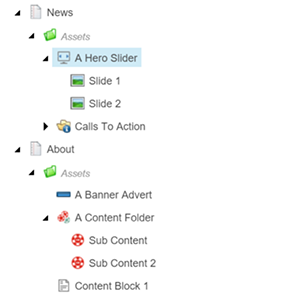 News
Assets
A Hero Slider
Slide 1
Slide 2
Calls To Action
About
Assets
A Banner Advert
A Content Folder
Sub Content
Sub Content 2
Content Block 1